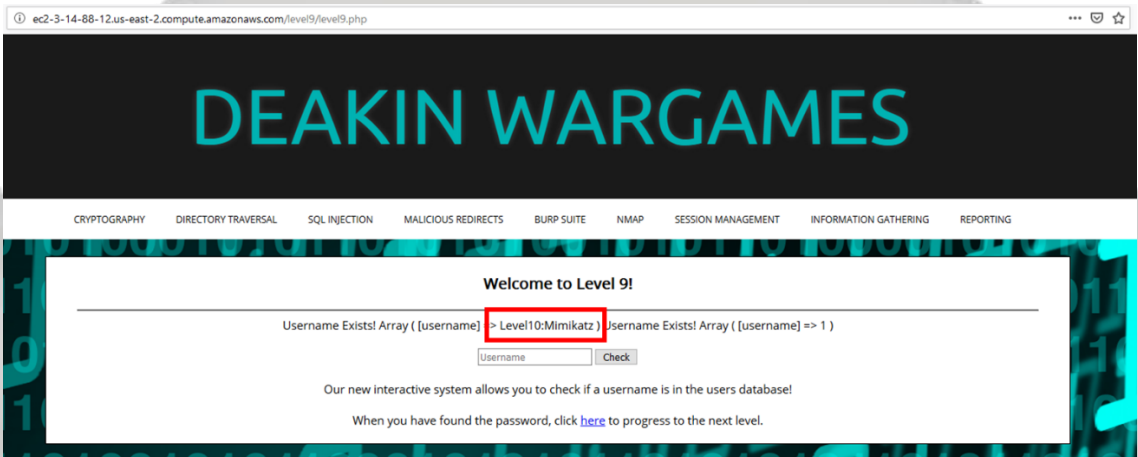 ec2-3-14-88-12.us-east-2.compute.amazonaws.com/level9/level9.php
DEAKIN WARGAMES
CRYPTOGRAPHY DIRECTORY TRAVERSAL SQL INJECTION MALICIOUS REDIRECTS BURP SUITE NMAP SESSION MANAGEMENT INFORMATION GATHERING REPORTING
Welcome to Level 9!
Username Exists! Array ( [username] => Level10:Mimikatz ) Username Exists! Array ( [username] => 1 )
Username Check
Our new interactive system allows you to check if a username is in the users database!
When you have found the password, click here to progress to the next level.